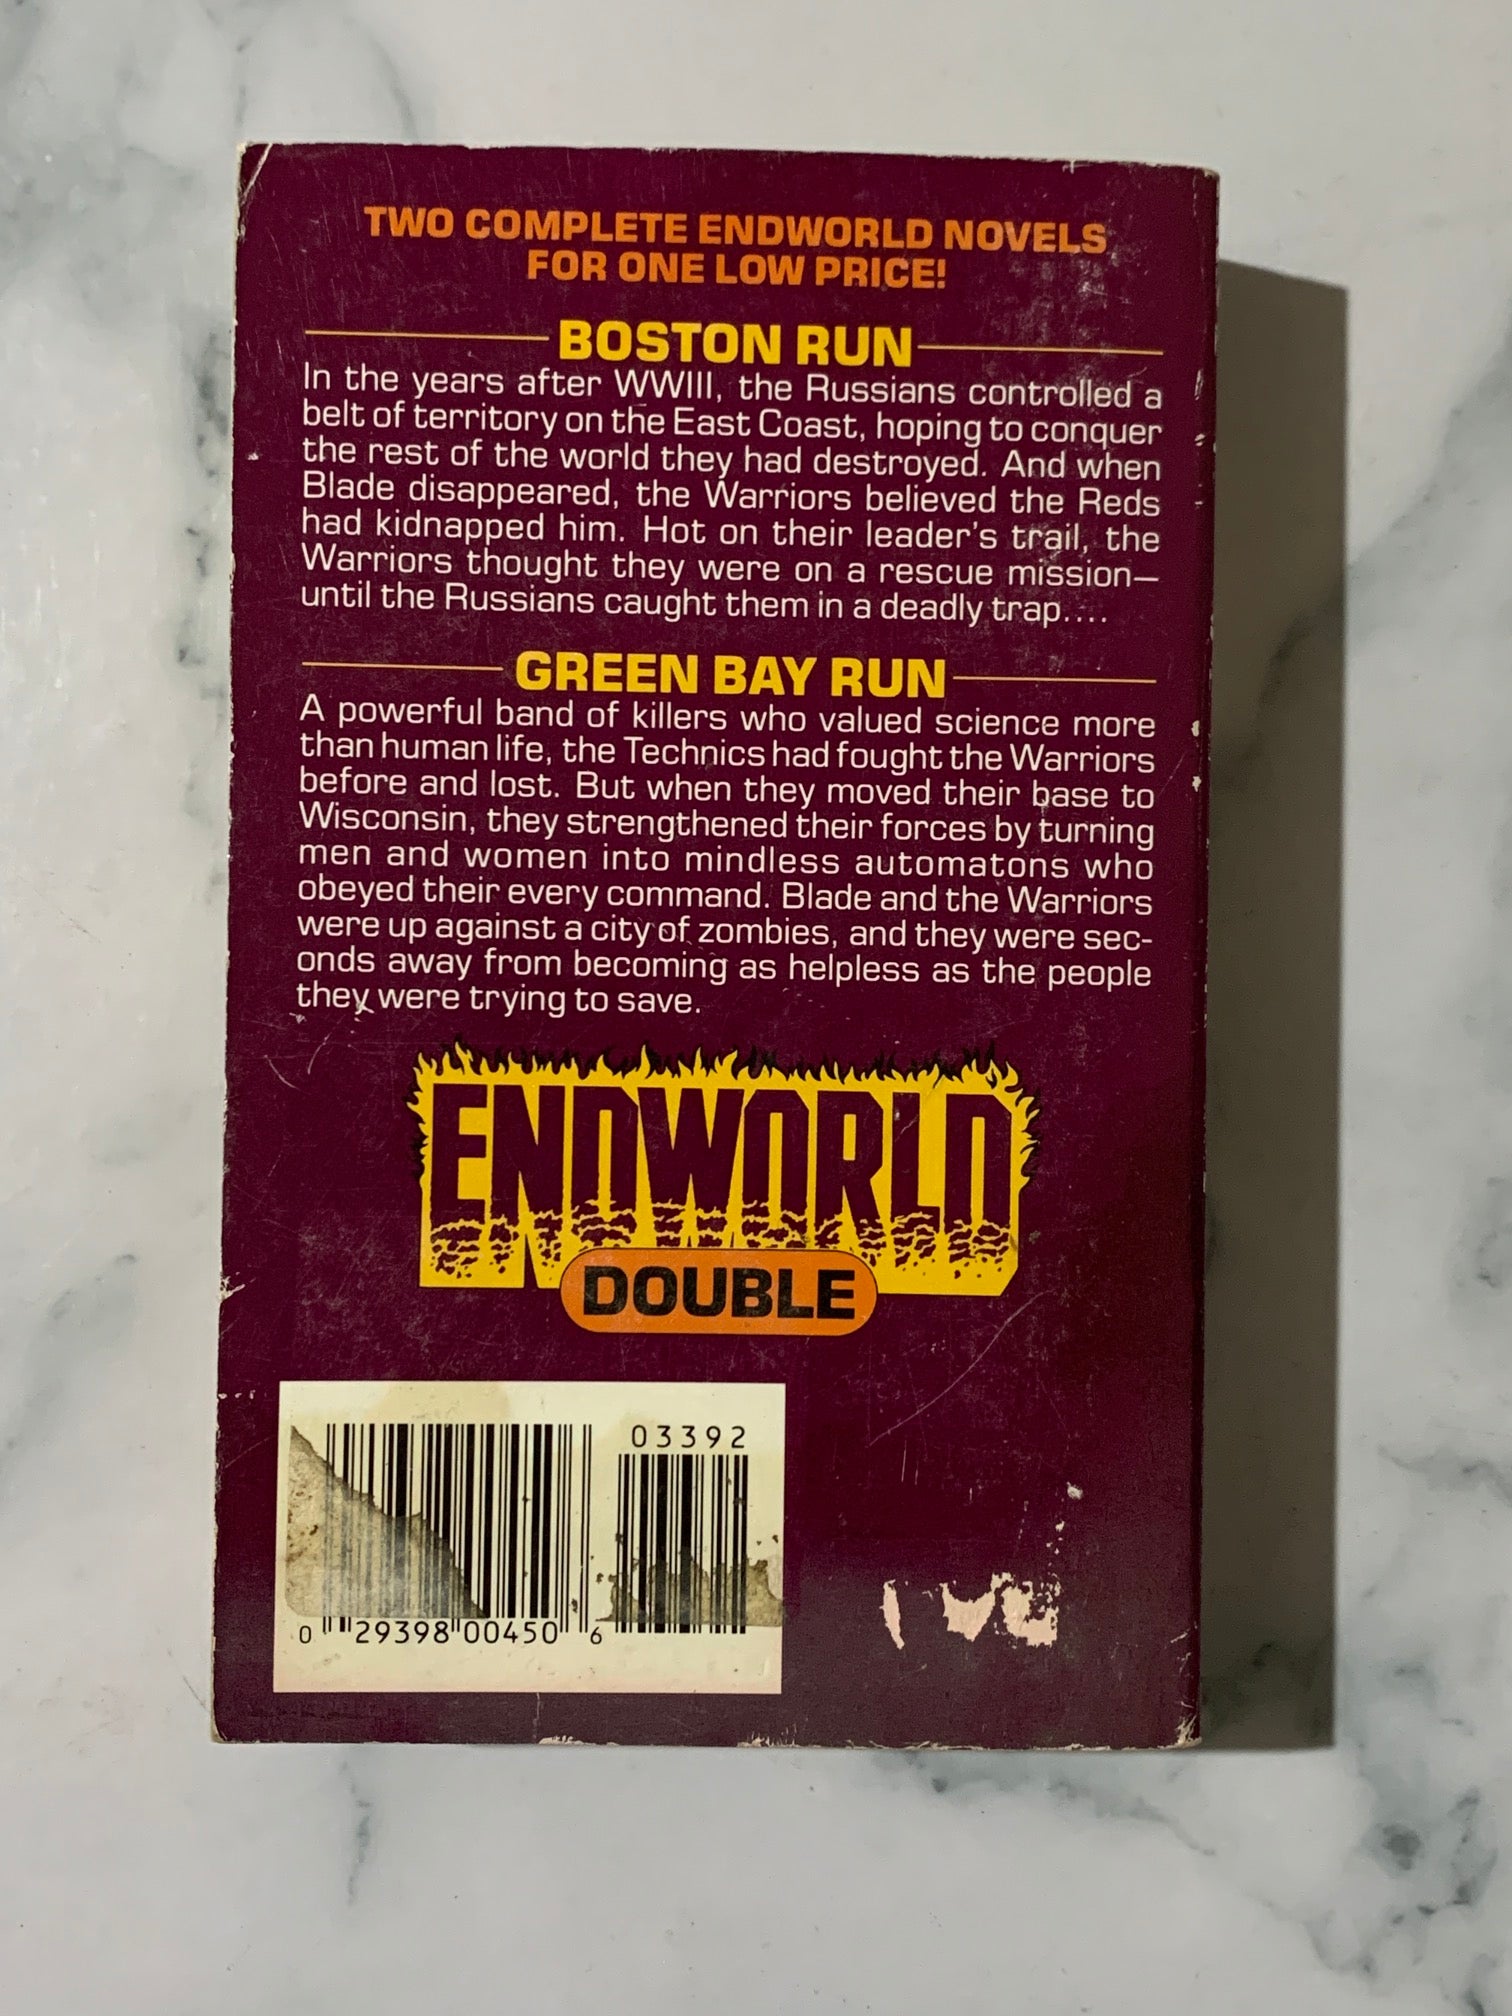 TWO COMPLETE ENDWORLD NOVELS
FOR ONE LOW PRICE!
BOSTON RUN
In the years after WWIII, the Russians controlled a
belt of territory on the East Coast, hoping to conquer
the rest of the world they had destroyed. And when
Blade disappeared, the Warriors believed the Reds
had kidnapped him. Hot on their leader's trail, the
Warriors thought they were on a rescue mission—
until the Russians caught them in a deadly trap....
GREEN BAY RUN
A powerful band of killers who valued science more
than human life, the Technics had fought the Warriors
before and lost. But when they moved their base to
Wisconsin, they strengthened their forces by turning
men and women into mindless automatons who
obeyed their every command. Blade and the Warriors
were up against a city of zombies, and they were sec-
onds away from becoming as helpless as the people
they were trying to save.
ENDWORLD
DOUBLE
03392
0 29398 00450 6